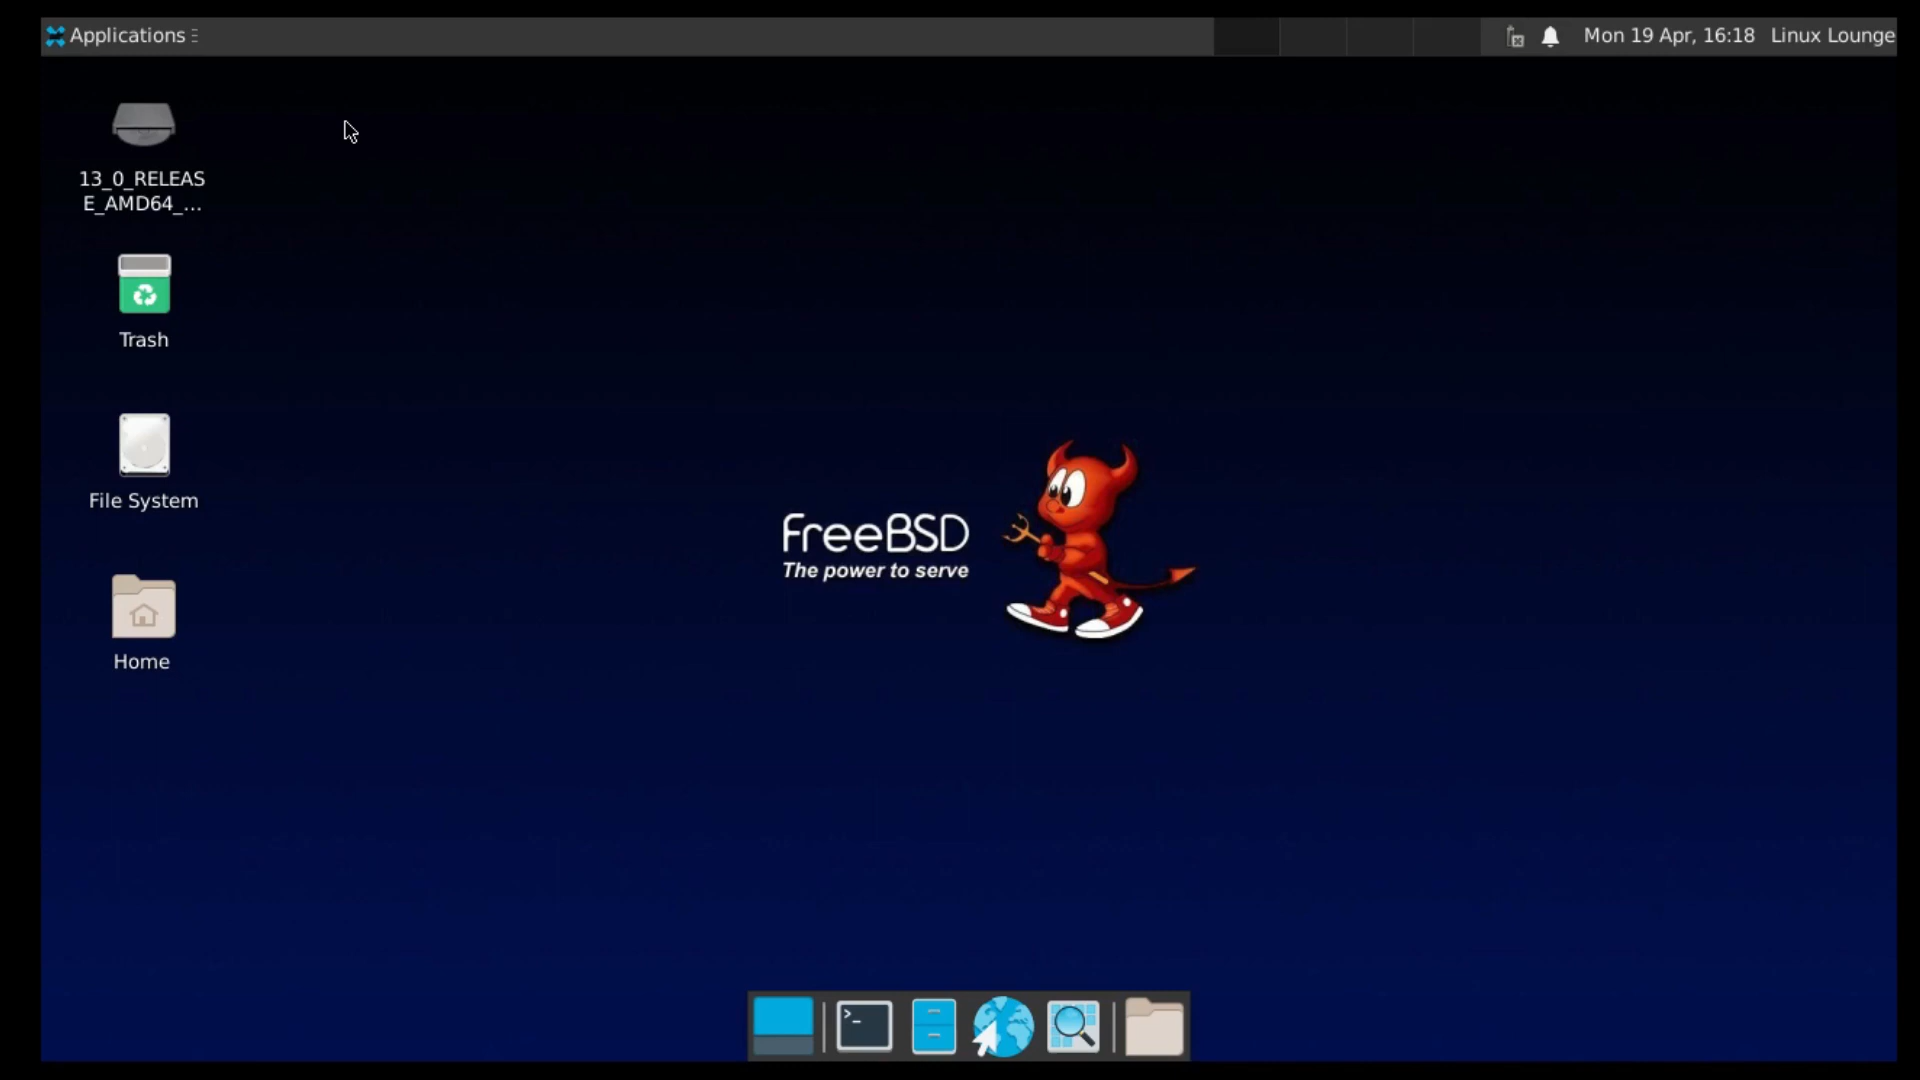 Applications
Mon 19 Apr, 16:18 Linux Lounge
13_0_RELEAS
E_AMD64_...
Trash
File System
Home
FreeBSD
The power to serve
>_